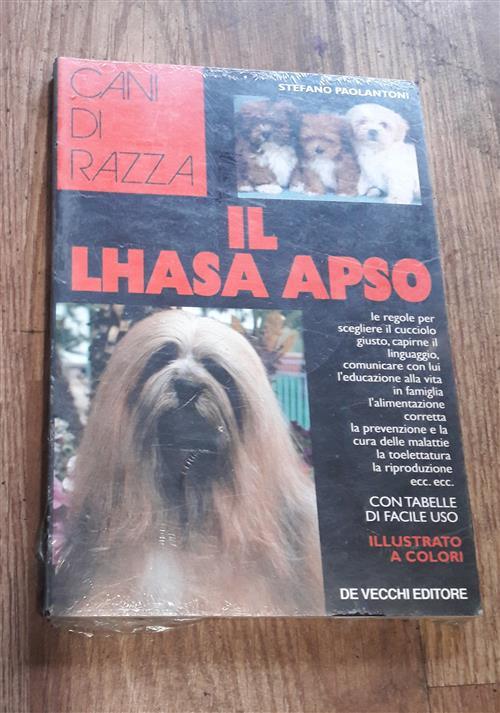 CANI
DI
RAZZA
STEFANO PAOLANTONI
IL
LHASA APSO
le regole per
scegliere il cucciolo
giusto, capirne il
linguaggio,
comunicare con lui
l'educazione alla vita
in famiglia
l'alimentazione
corretta
la prevenzione e la
cura delle malattie
la toelettatura
la riproduzione
ecc. ecc.
CON TABELLE
DI FACILE USO
ILLUSTRATO
A COLORI
DE VECCHI EDITORE